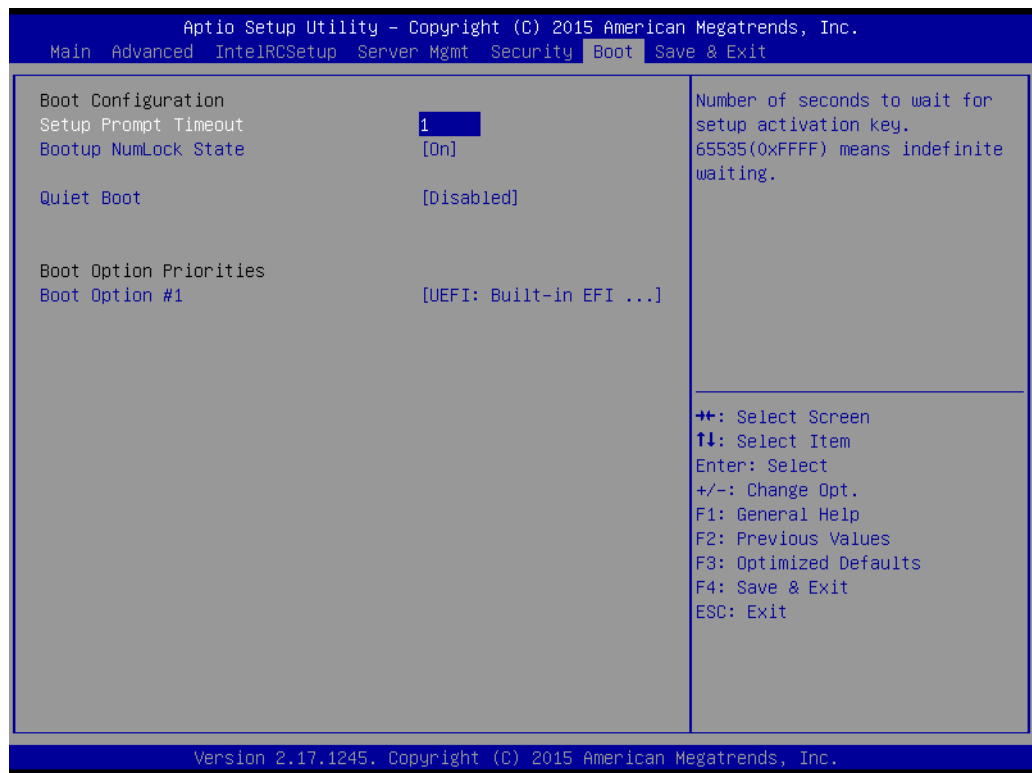 Aptio Setup Utility – Copyright (C) 2015 American Megatrends, Inc.
Main Advanced IntelRCSetup Server Mgmt Security Boot Save & Exit
Boot Configuration
Setup Prompt Timeout 1
Bootup NumLock State [On]
Quiet Boot [Disabled]
Boot Option Priorities
Boot Option #1 [UEFI: Built-in EFI ...]
Number of seconds to wait for
setup activation key.
65535(0xFFFF) means indefinite
waiting.
→←: Select Screen
↑↓: Select Item
Enter: Select
+/-: Change Opt.
F1: General Help
F2: Previous Values
F3: Optimized Defaults
F4: Save & Exit
ESC: Exit
Version 2.17.1245. Copyright (C) 2015 American Megatrends, Inc.